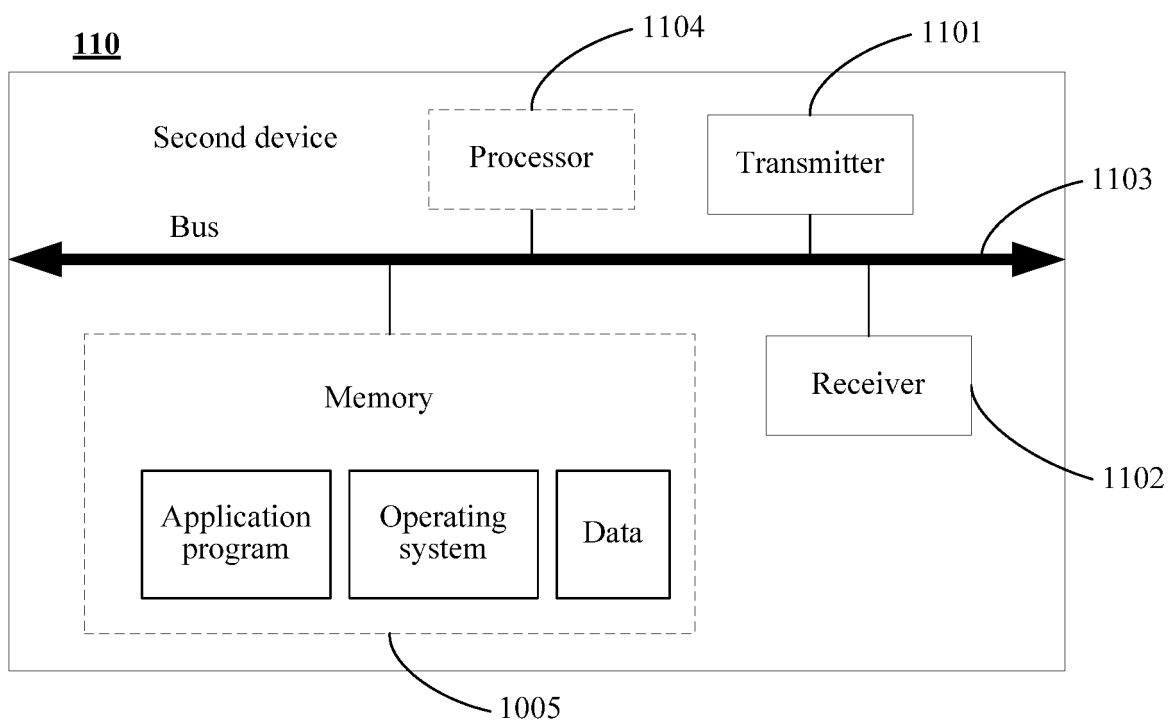 110
1104
1101
Second device
Processor
Transmitter
1103
Bus
Memory
Receiver
1102
Application
program
Operating
system
Data
1005